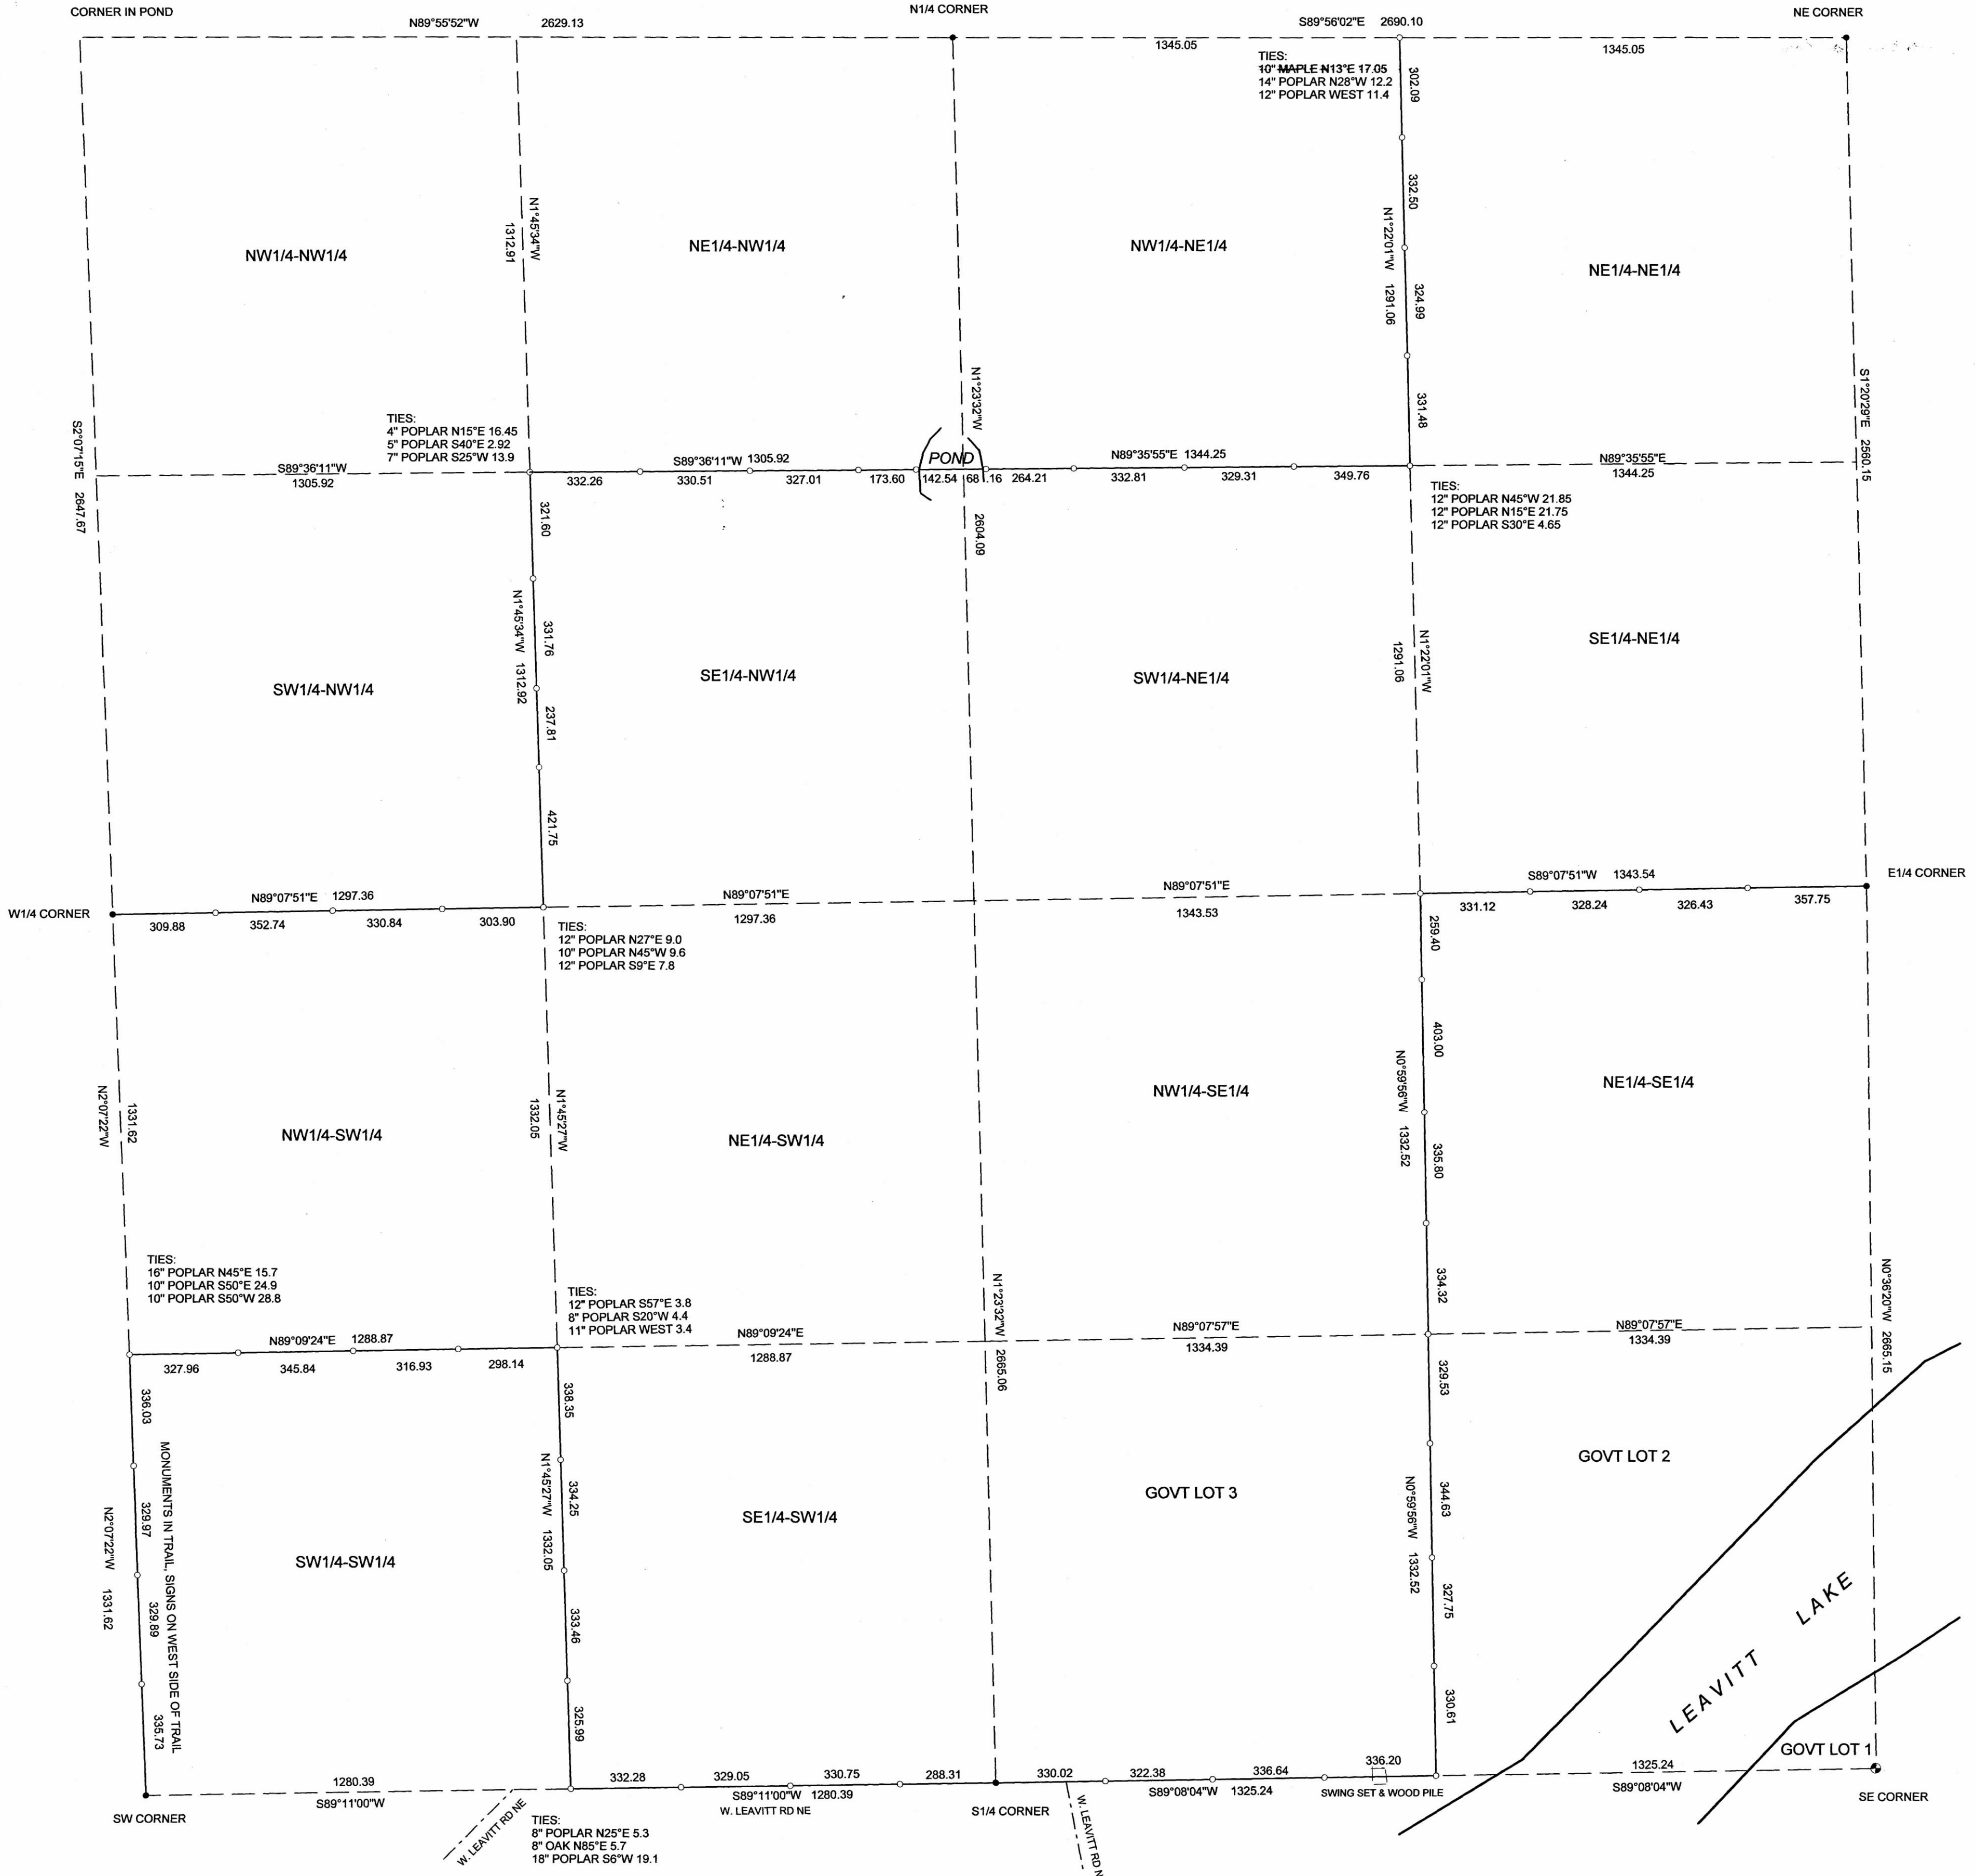 CORNER IN POND
N89°55'52"W 2629.13
N1/4 CORNER
S89°56'02"E 2690.10
NE CORNER
1345.05
1345.05
TIES:
10" MAPLE N13°E 17.05
14" POPLAR N28°W 12.2
12" POPLAR WEST 11.4
302.09
332.50
N1°22'01"W 1291.06
324.99
331.48
N1°45'34"W
1312.91
NW1/4-NW1/4
NE1/4-NW1/4
NW1/4-NE1/4
NE1/4-NE1/4
N1°23'32"W
2604.09
S1°20'29"E 2560.15
S2°07'15"E 2647.67
TIES:
4" POPLAR N15°E 16.45
5" POPLAR S40°E 2.92
7" POPLAR S25°W 13.9
S89°36'11"W
1305.92
S89°36'11"W 1305.92
332.26 330.51 327.01 173.60 142.54 68.16 264.21 332.81 329.31 349.76
POND
N89°35'55"E 1344.25
N89°35'55"E
1344.25
TIES:
12" POPLAR N45°W 21.85
12" POPLAR N15°E 21.75
12" POPLAR S30°E 4.65
321.60
331.76
N1°45'34"W 1312.92
237.81
421.75
SW1/4-NW1/4
SE1/4-NW1/4
SW1/4-NE1/4
SE1/4-NE1/4
N1°22'01"W
1291.06
W1/4 CORNER
N89°07'51"E 1297.36
309.88 352.74 330.84 303.90
N89°07'51"E
1297.36
N89°07'51"E
1343.53
S89°07'51"W 1343.54
331.12 328.24 326.43 357.75
E1/4 CORNER
TIES:
12" POPLAR N27°E 9.0
10" POPLAR N45°W 9.6
12" POPLAR S9°E 7.8
259.40
403.00
N0°59'56"W 1332.52
335.80
334.32
N2°07'22"W
1331.62
N1°45'27"W
1332.05
NW1/4-SW1/4
NE1/4-SW1/4
NW1/4-SE1/4
NE1/4-SE1/4
N1°23'32"W 2665.06
N0°36'20"W 2665.15
TIES:
16" POPLAR N45°E 15.7
10" POPLAR S50°E 24.9
10" POPLAR S50°W 28.8
TIES:
12" POPLAR S57°E 3.8
8" POPLAR S20°W 4.4
11" POPLAR WEST 3.4
N89°09'24"E 1288.87
327.96 345.84 316.93 298.14
N89°09'24"E
1288.87
N89°07'57"E
1334.39
N89°07'57"E
1334.39
336.03
329.97
329.89
335.73
N2°07'22"W 1331.62
MONUMENTS IN TRAIL, SIGNS ON WEST SIDE OF TRAIL
338.35
334.25
N1°45'27"W 1332.05
333.46
325.99
329.53
344.63
N0°59'56"W 1332.52
327.75
330.61
SW1/4-SW1/4
SE1/4-SW1/4
GOVT LOT 3
GOVT LOT 2
LEAVITT LAKE
GOVT LOT 1
1280.39
S89°11'00"W
SW CORNER
332.28 329.05 330.75 288.31
S89°11'00"W 1280.39
W. LEAVITT RD NE
S1/4 CORNER
330.02 322.38 336.64 336.20
S89°08'04"W 1325.24
SWING SET & WOOD PILE
1325.24
S89°08'04"W
SE CORNER
W. LEAVITT RD NE
W. LEAVITT RD N
TIES:
8" POPLAR N25°E 5.3
8" OAK N85°E 5.7
18" POPLAR S6°W 19.1